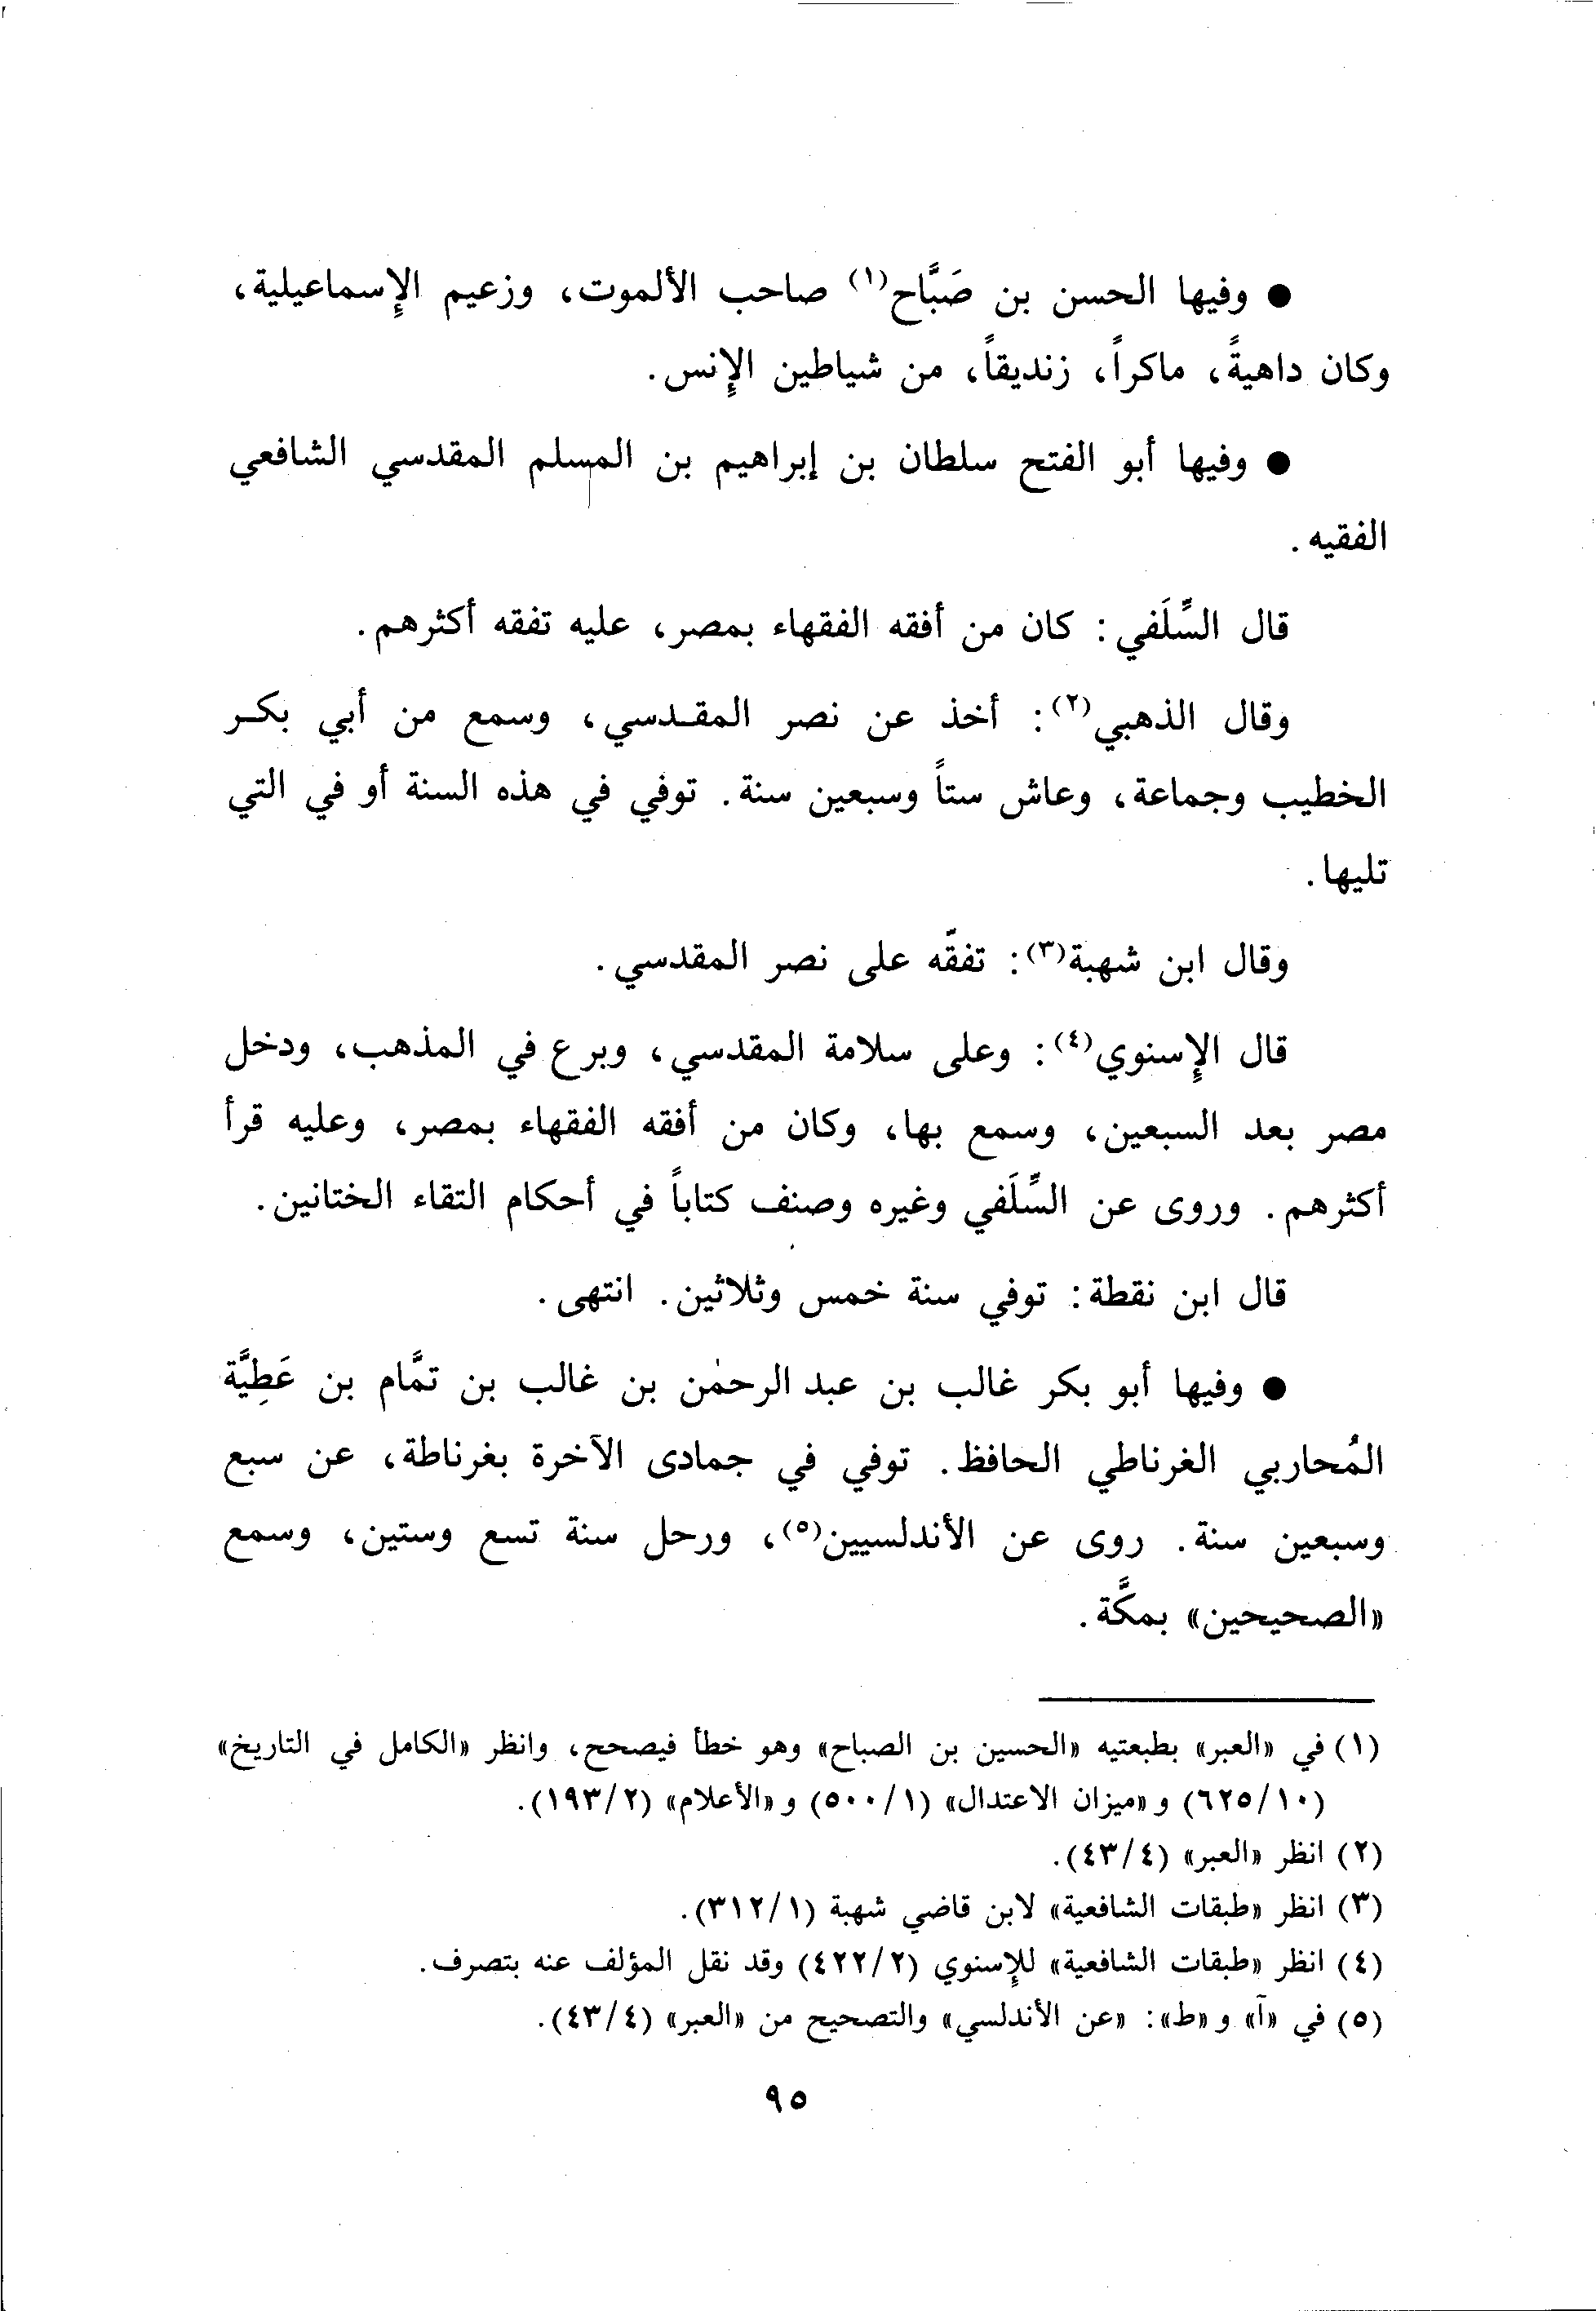 ● وفيها الحسن بن صَبَّاح(١) صاحب الألموت، وزعيم الإسماعيلية،
وكان داهيةً، ماكراً، زنديقاً، من شياطين الإنس.
● وفيها أبو الفتح سلطان بن إبراهيم بن المسلم المقدسي الشافعي
الفقيه.
قال السِّلَفي: كان من أفقه الفقهاء بمصر، عليه تفقه أكثرهم.
وقال الذهبي(٢): أخذ عن نصر المقـدسي، وسمع من أبي بكـر
الخطيب وجماعة، وعاش ستاً وسبعين سنة. توفي في هذه السنة أو في التي
تليها.
وقال ابن شهبة(٣): تفقّه على نصر المقدسي.
قال الإسنوي(٤): وعلى سلامة المقدسي، وبرع في المذهب، ودخل
مصر بعد السبعين، وسمع بها، وكان من أفقه الفقهاء بمصر، وعليه قرأ
أكثرهم. وروى عن السِّلَفي وغيره وصنف كتاباً في أحكام التقاء الختانين.
قال ابن نقطة: توفي سنة خمس وثلاثين. انتهى.
● وفيها أبو بكر غالب بن عبد الرحمٰن بن غالب بن تمَّام بن عَطِيَّة
المُحاربي الغرناطي الحافظ. توفي في جمادى الآخرة بغرناطة، عن سبع
وسبعين سنة. روى عن الأندلسيين(٥)، ورحل سنة تسع وستين، وسمع
«الصحيحين» بمكَّة.
(١) في «العبر» بطبعتيه «الحسين بن الصباح» وهو خطأ فيصحح، وانظر «الكامل في التاريخ»
(٦٢٥/١٠) و«ميزان الاعتدال» (٥٠٠/١) و«الأعلام» (١٩٣/٢).
(٢) انظر «العبر» (٤٣/٤).
(٣) انظر «طبقات الشافعية» لابن قاضي شهبة (٣١٢/١).
(٤) انظر «طبقات الشافعية» للإسنوي (٤٢٢/٢) وقد نقل المؤلف عنه بتصرف.
(٥) في «آ» و«ط»: «عن الأندلسي» والتصحيح من «العبر» (٤٣/٤).
٩٥